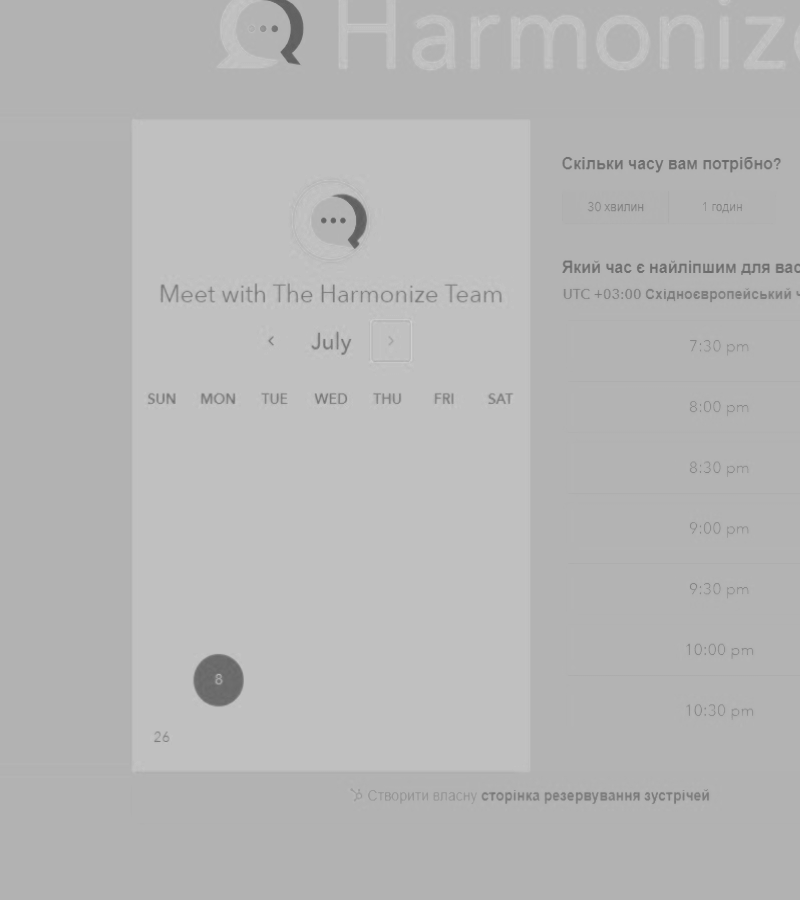 Harmonize
Meet with The Harmonize Team
July
SUN MON TUE WED THU FRI SAT
8
26
Скільки часу вам потрібно?
30 хвилин 1 годин
Який час є найліпшим для вас
UTC +03:00 Східноєвропейський ч
7:30 pm
8:00 pm
8:30 pm
9:00 pm
9:30 pm
10:00 pm
10:30 pm
Створити власну сторінка резервування зустрічей